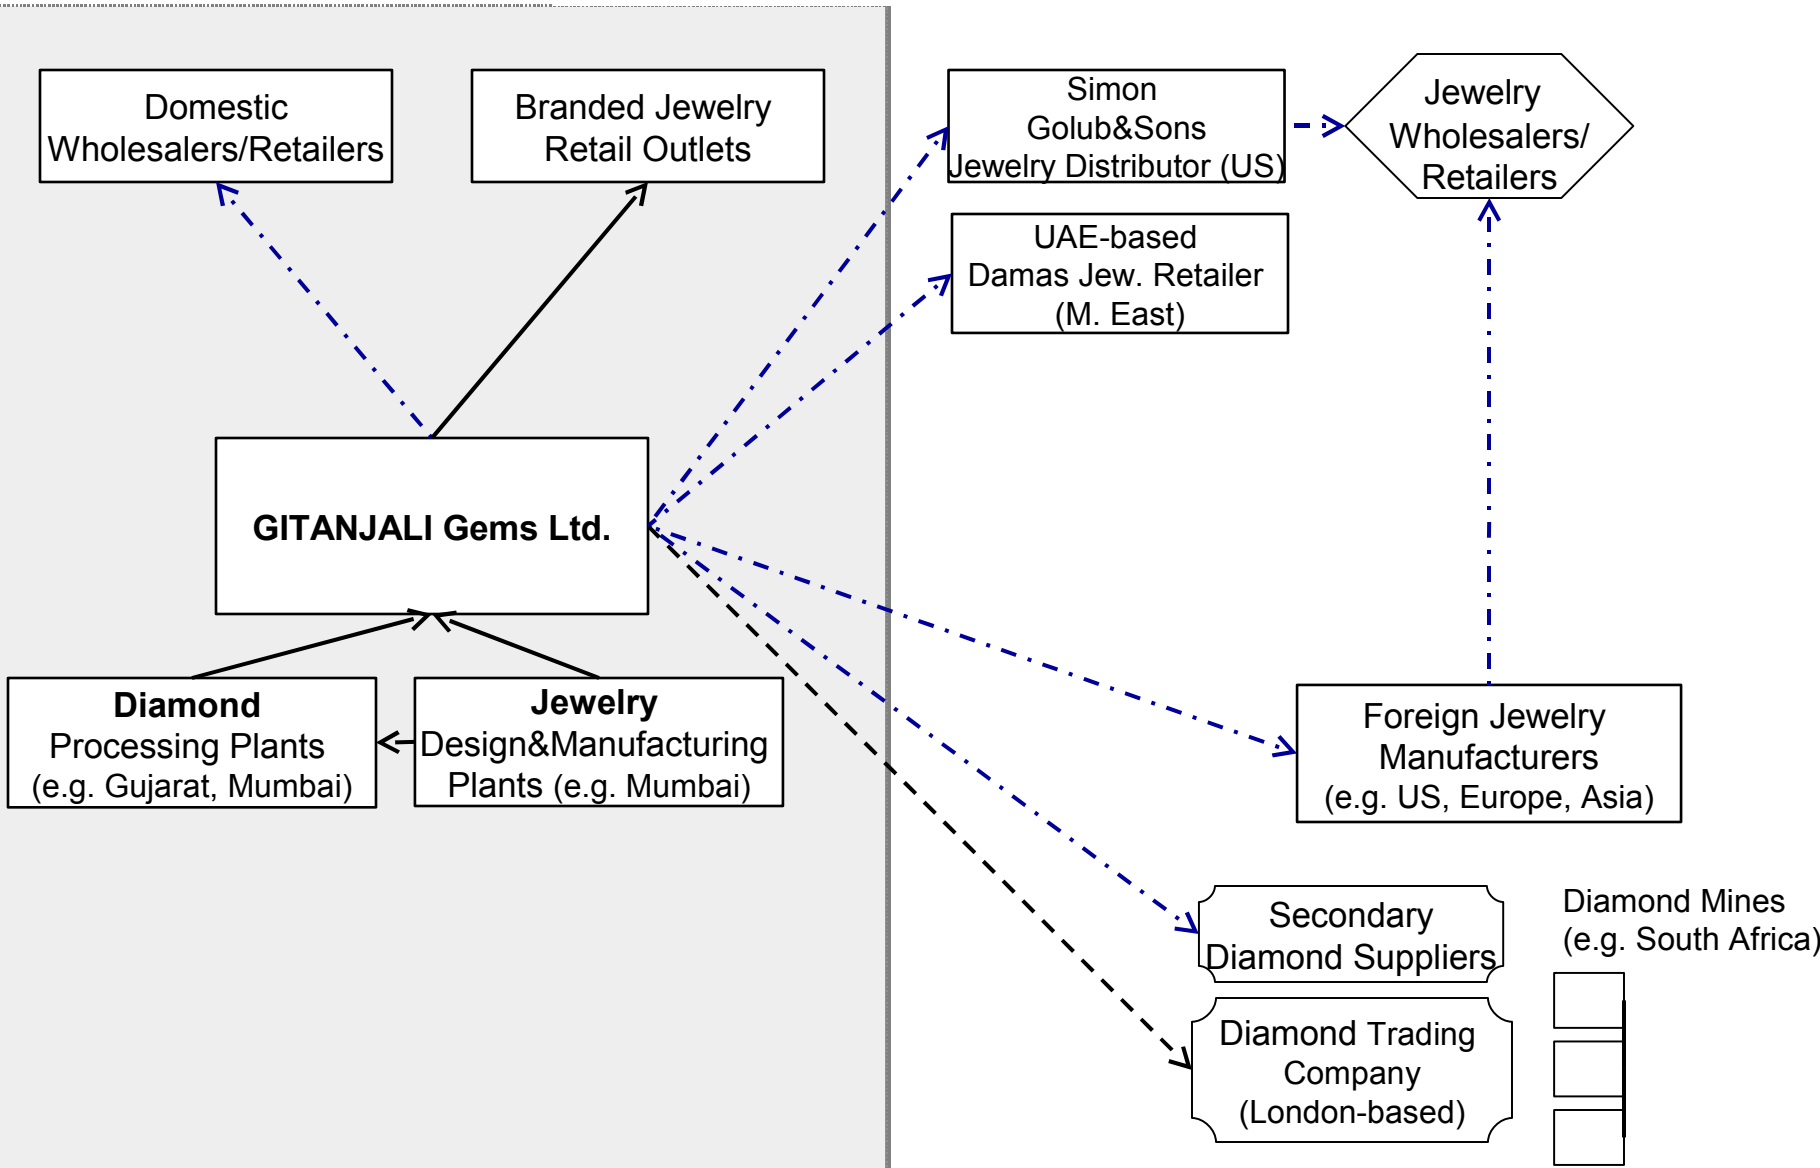 Domestic
Wholesalers/Retailers
Branded Jewelry
Retail Outlets
Simon
Golub&Sons
Jewelry Distributor (US)
Jewelry
Wholesalers/
Retailers
UAE-based
Damas Jew. Retailer
(M. East)
GITANJALI Gems Ltd.
Diamond
Processing Plants
(e.g. Gujarat, Mumbai)
Jewelry
Design&Manufacturing
Plants (e.g. Mumbai)
Foreign Jewelry
Manufacturers
(e.g. US, Europe, Asia)
Secondary
Diamond Suppliers
Diamond Mines
(e.g. South Africa)
Diamond Trading
Company
(London-based)